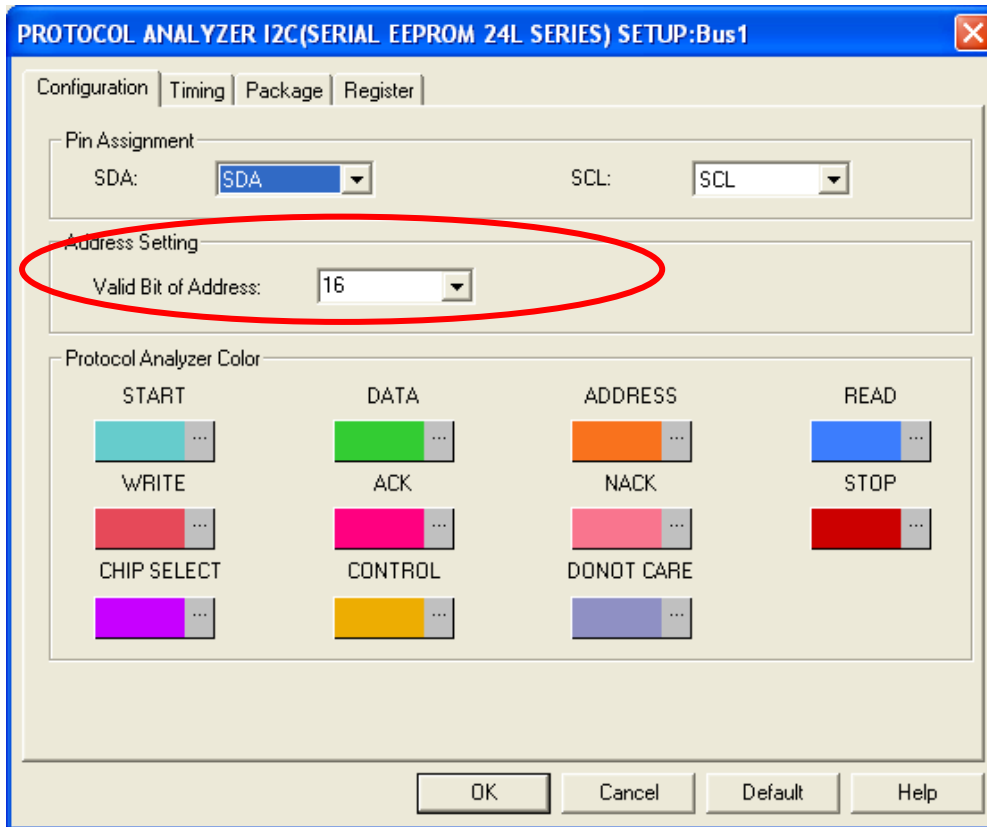 PROTOCOL ANALYZER I2C(SERIAL EEPROM 24L SERIES) SETUP:Bus1
Configuration Timing Package Register
Pin Assignment
SDA: SDA SCL: SCL
Address Setting
Valid Bit of Address: 16
Protocol Analyzer Color
START DATA ADDRESS READ
... ... ... ...
WRITE ACK NACK STOP
... ... ... ...
CHIP SELECT CONTROL DONOT CARE
... ... ...
OK Cancel Default Help